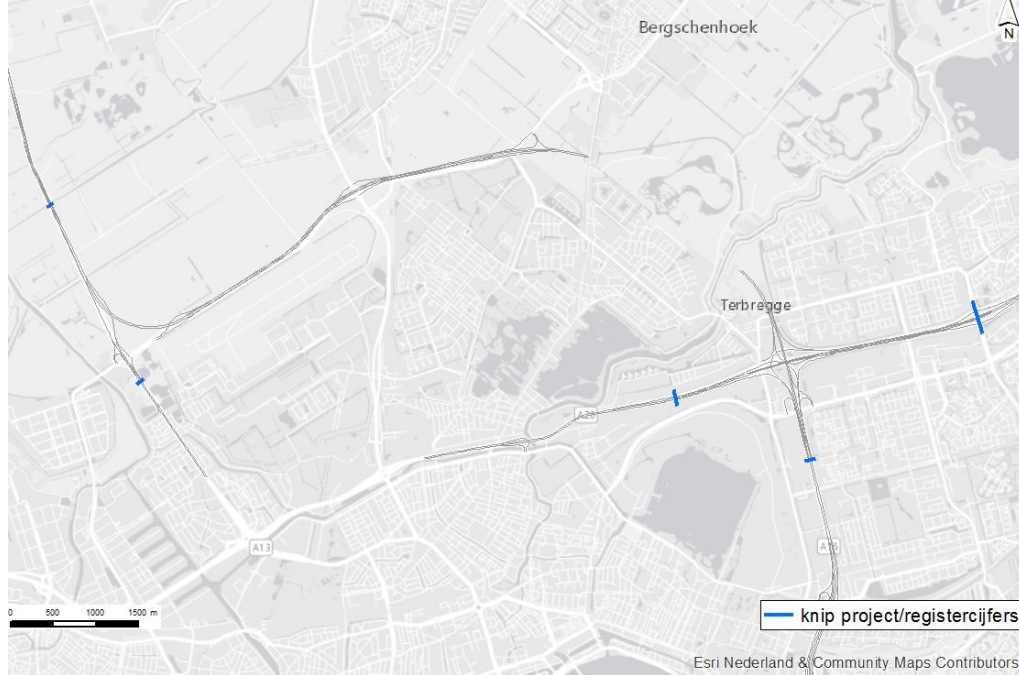 Bergschenhoek
N
Terbregge
A20
A13
A16
0 500 1000 1500 m
knip project/registercijfers
Esri Nederland & Community Maps Contributors